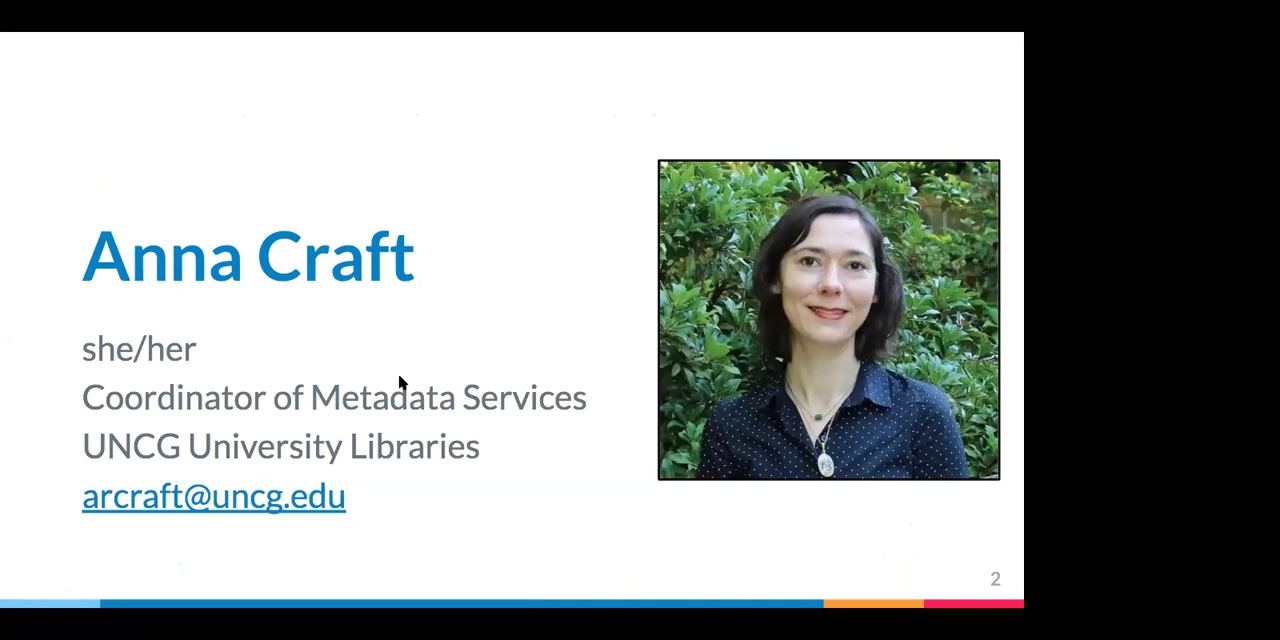 Anna Craft
she/her
Coordinator of Metadata Services
UNCG University Libraries
arcraft@uncg.edu
2